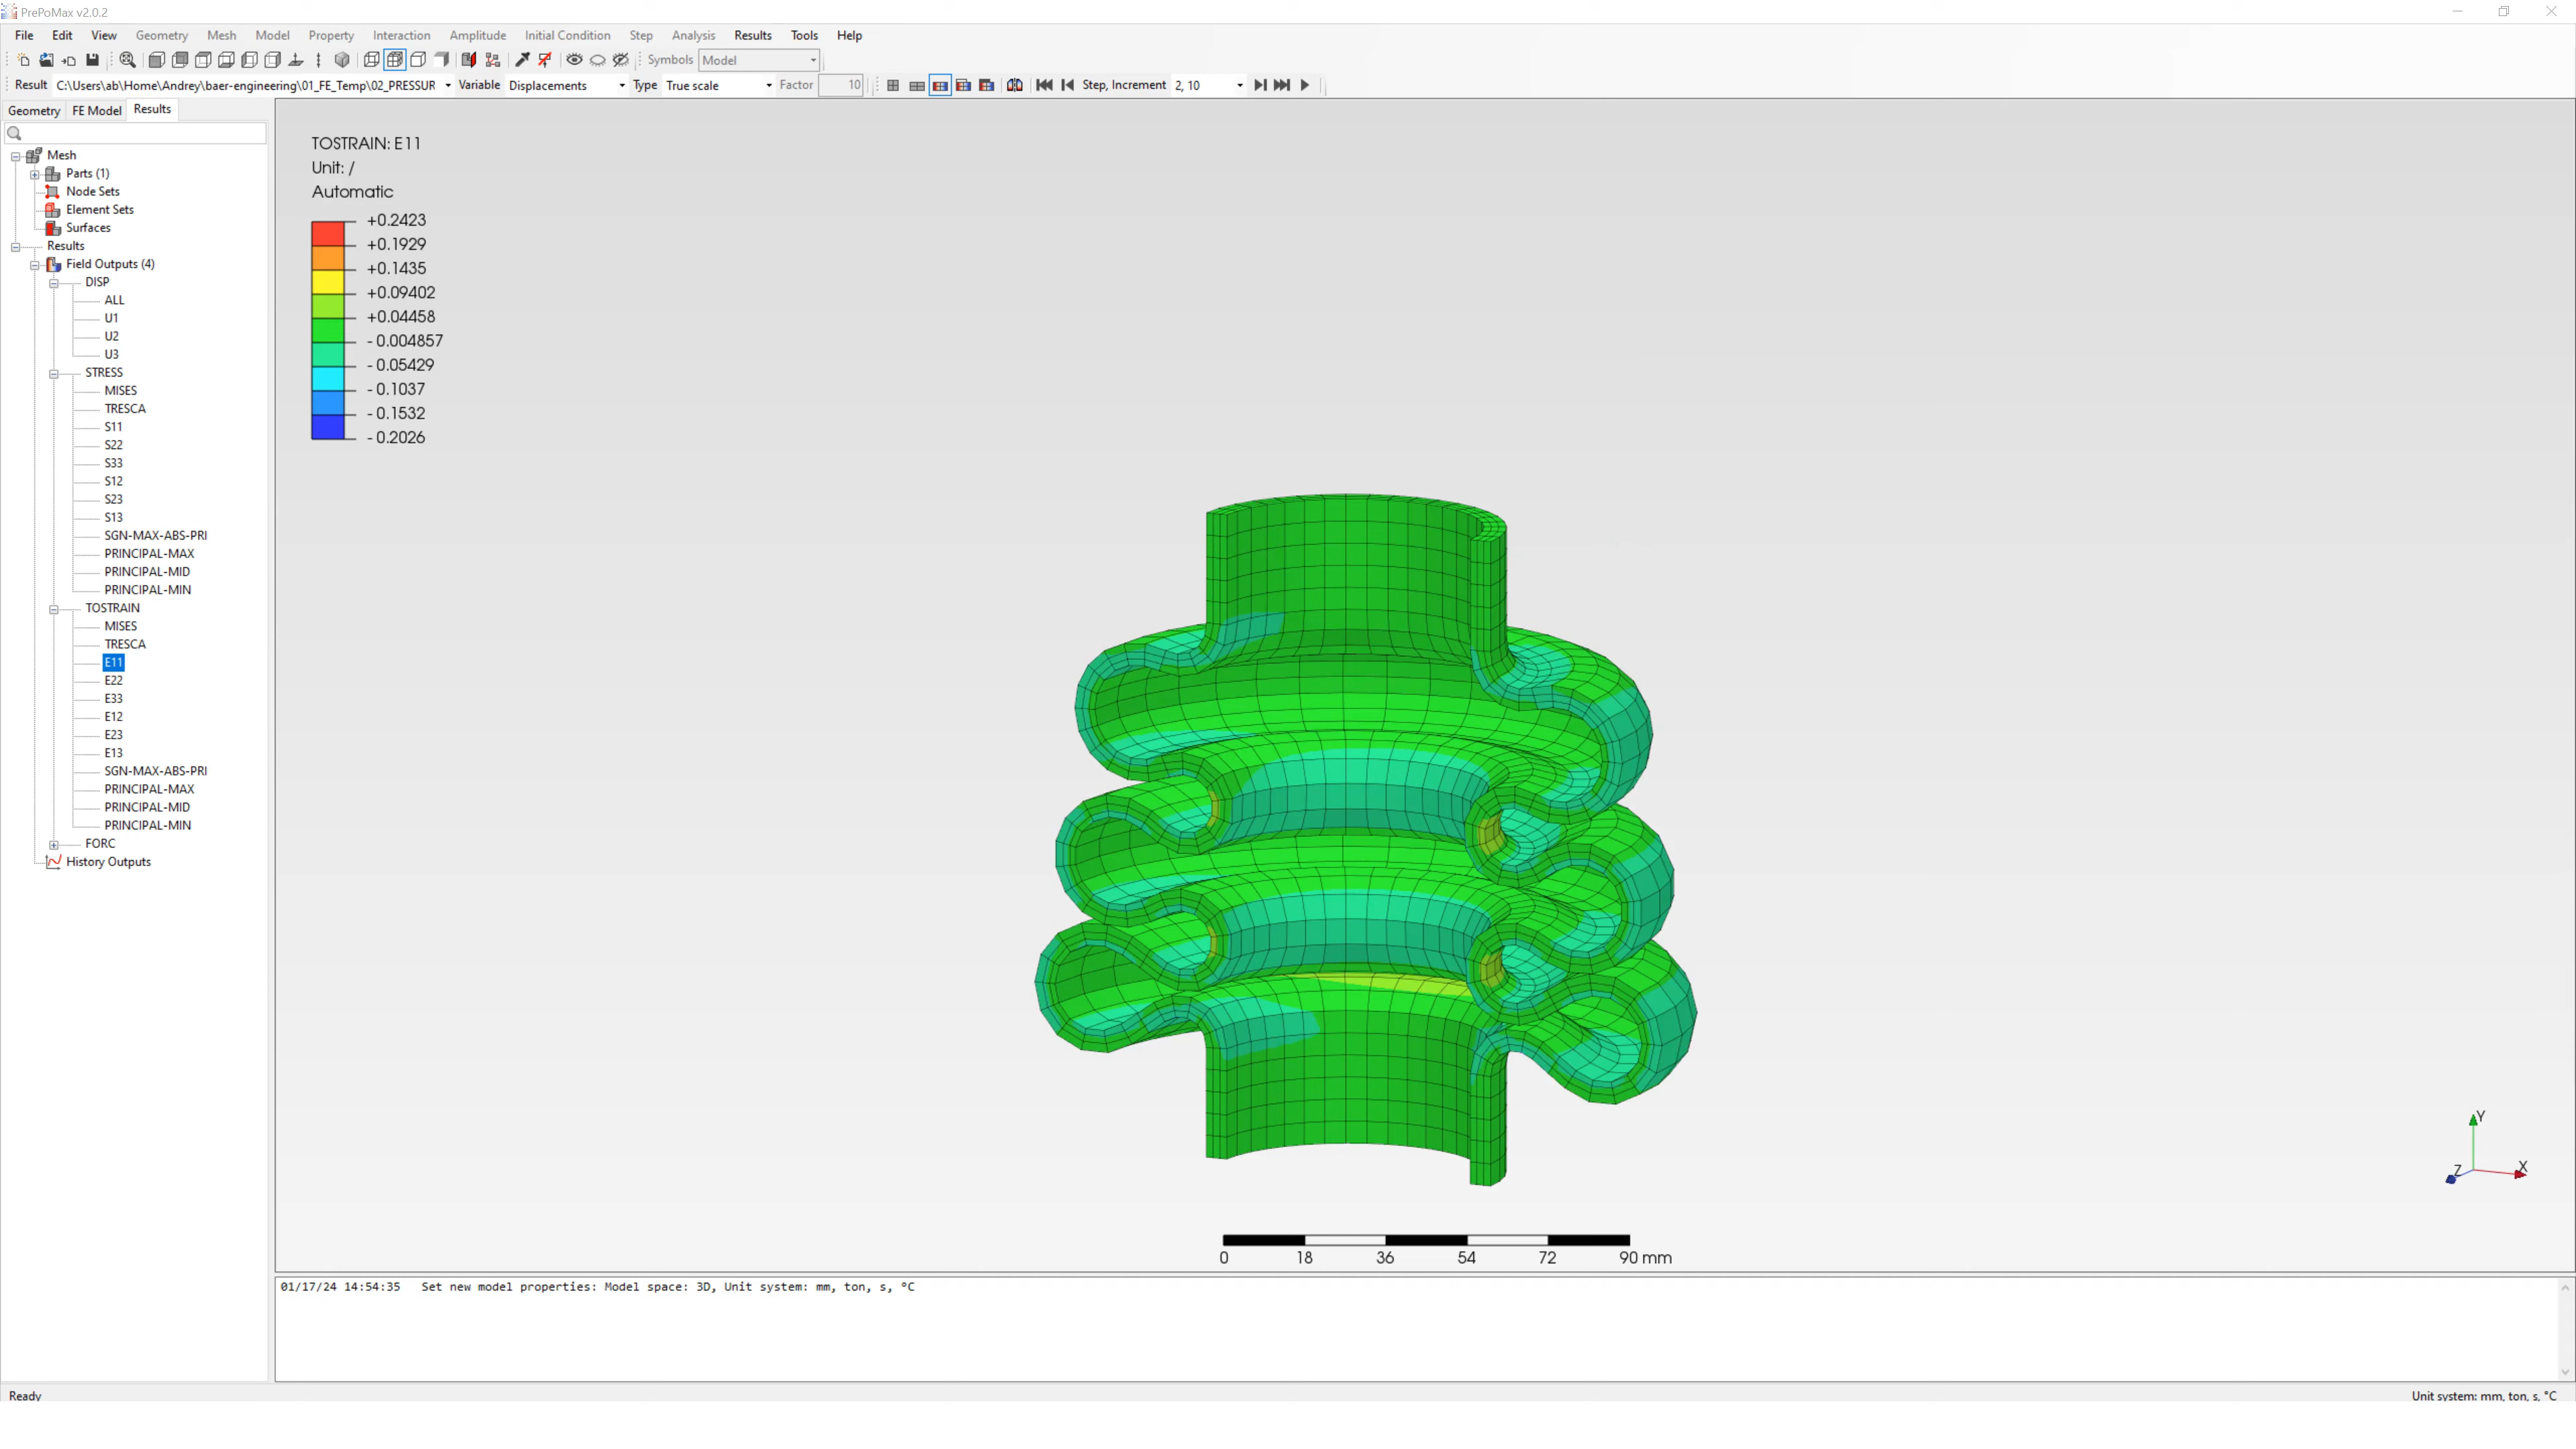 PrePoMax v2.0.2
File Edit View Geometry Mesh Model Property Interaction Amplitude Initial Condition Step Analysis Results Tools Help
Symbols Model
Result C:\Users\ab\Home\Andrey\baer-engineering\01_FE_Temp\02_PRESSUR Variable Displacements Type True scale Factor 10 Step, Increment 2, 10
Geometry FE Model Results
Mesh
Parts (1)
Node Sets
Element Sets
Surfaces
Results
Field Outputs (4)
DISP
ALL
U1
U2
U3
STRESS
MISES
TRESCA
S11
S22
S33
S12
S23
S13
SGN-MAX-ABS-PRI
PRINCIPAL-MAX
PRINCIPAL-MID
PRINCIPAL-MIN
TOSTRAIN
MISES
TRESCA
E11
E22
E33
E12
E23
E13
SGN-MAX-ABS-PRI
PRINCIPAL-MAX
PRINCIPAL-MID
PRINCIPAL-MIN
FORC
History Outputs
TOSTRAIN: E11
Unit: /
Automatic
+0.2423
+0.1929
+0.1435
+0.09402
+0.04458
- 0.004857
- 0.05429
- 0.1037
- 0.1532
- 0.2026
Y
Z X
0 18 36 54 72 90 mm
01/17/24 14:54:35 Set new model properties: Model space: 3D, Unit system: mm, ton, s, °C
Ready Unit system: mm, ton, s, °C